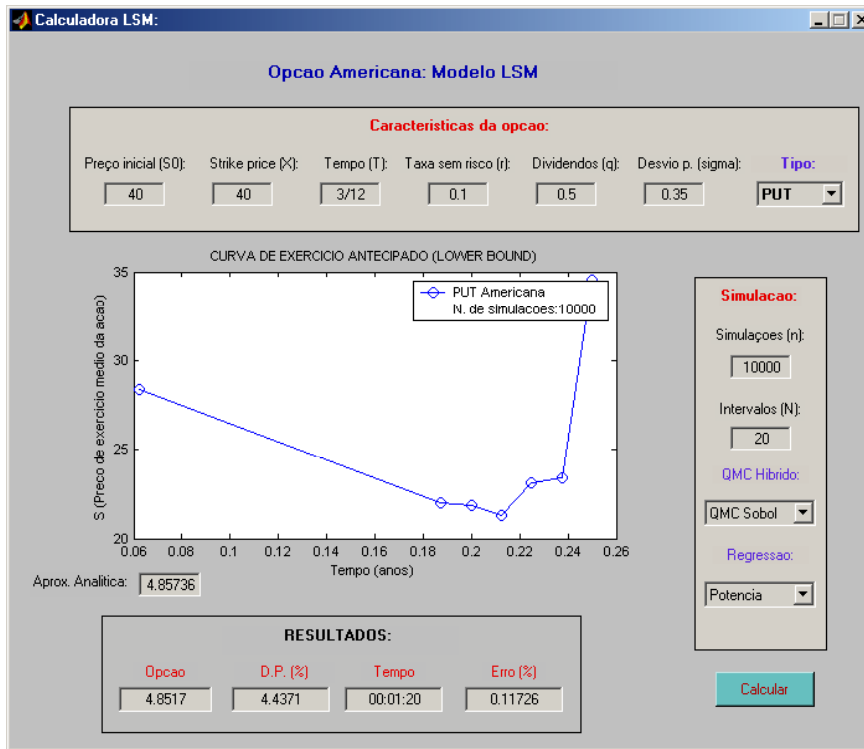 Calculadora LSM:
Opcao Americana: Modelo LSM
Caracteristicas da opcao:
Preço inicial (S0): Strike price (X): Tempo (T): Taxa sem risco (r): Dividendos (q): Desvio p. (sigma): Tipo:
40 40 3/12 0.1 0.5 0.35 PUT
CURVA DE EXERCICIO ANTECIPADO (LOWER BOUND)
S (Preco de exercicio medio da acao)
35
30
25
20
PUT Americana
N. de simulacoes:10000
0.06 0.08 0.1 0.12 0.14 0.16 0.18 0.2 0.22 0.24 0.26
Tempo (anos)
Aprox. Analitica: 4.85736
Simulacao:
Simulaçoes (n):
10000
Intervalos (N):
20
QMC Hibrido:
QMC Sobol
Regressao:
Potencia
RESULTADOS:
Opcao D.P. (%) Tempo Erro (%)
4.8517 4.4371 00:01:20 0.11726
Calcular